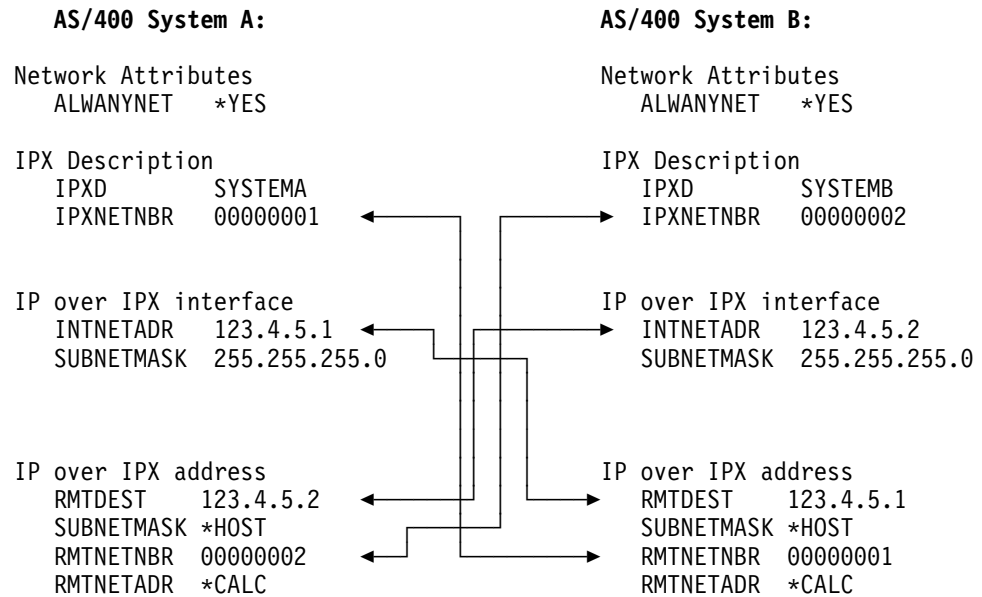 AS/400 System A:
Network Attributes
ALWANYNET *YES
IPX Description
IPXD SYSTEMA
IPXNETNBR 00000001
IP over IPX interface
INTNETADR 123.4.5.1
SUBNETMASK 255.255.255.0
IP over IPX address
RMTDEST 123.4.5.2
SUBNETMASK *HOST
RMTNETNBR 00000002
RMTNETADR *CALC
AS/400 System B:
Network Attributes
ALWANYNET *YES
IPX Description
IPXD SYSTEMB
IPXNETNBR 00000002
IP over IPX interface
INTNETADR 123.4.5.2
SUBNETMASK 255.255.255.0
IP over IPX address
RMTDEST 123.4.5.1
SUBNETMASK *HOST
RMTNETNBR 00000001
RMTNETADR *CALC